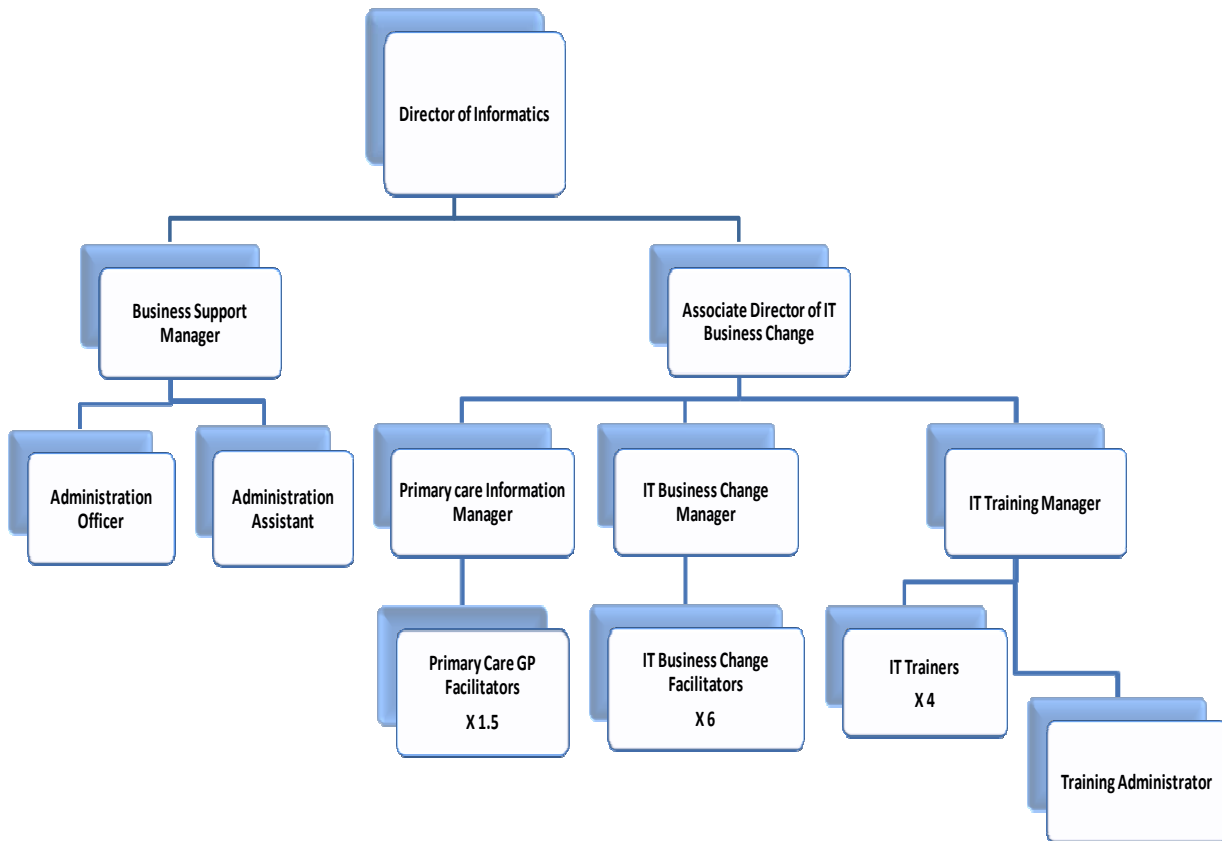 Director of Informatics
Business Support
Manager
Associate Director of IT
Business Change
Administration
Officer
Administration
Assistant
Primary care Information
Manager
IT Business Change
Manager
IT Training Manager
Primary Care GP
Facilitators
X 1.5
IT Business Change
Facilitators
X 6
IT Trainers
X 4
Training Administrator